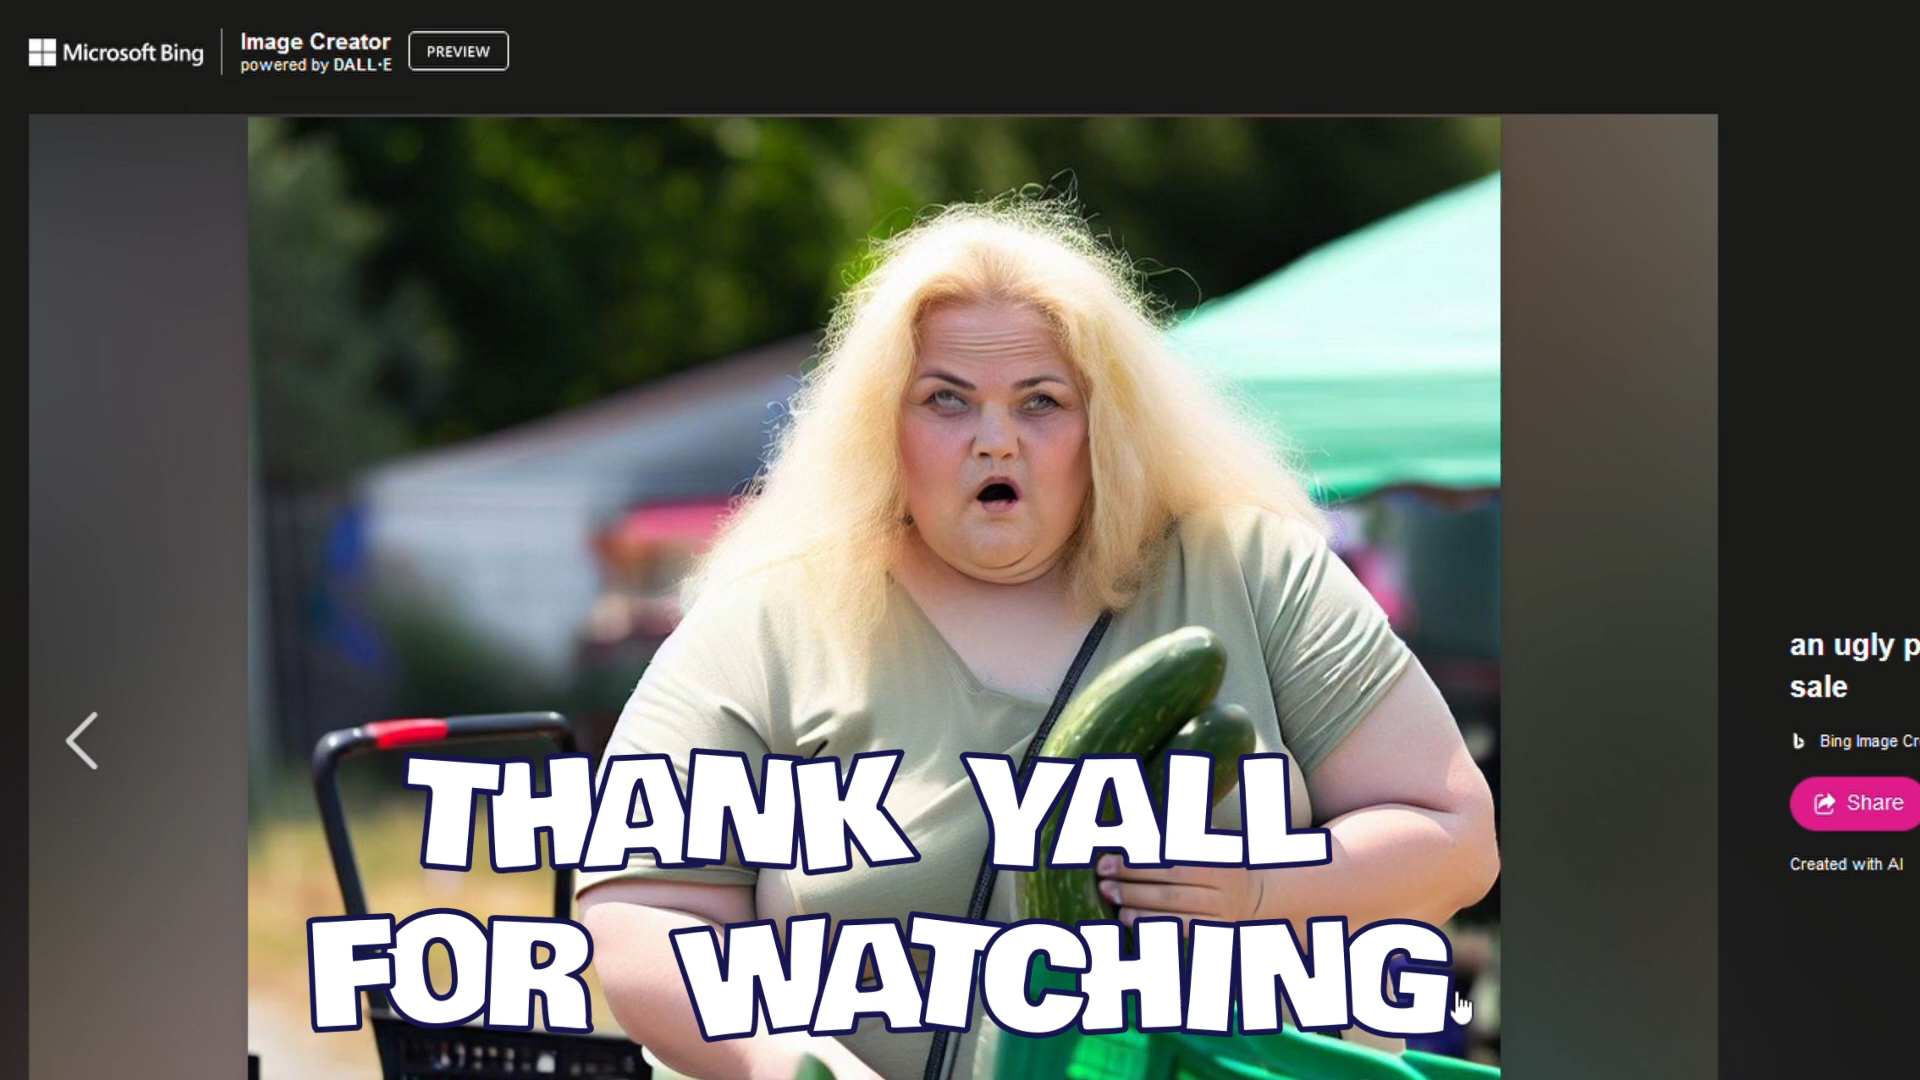 Microsoft Bing
Image Creator
powered by DALL·E
PREVIEW
an ugly p
sale
Bing Image Cr
Share
Created with AI
THANK YALL
FOR WATCHING